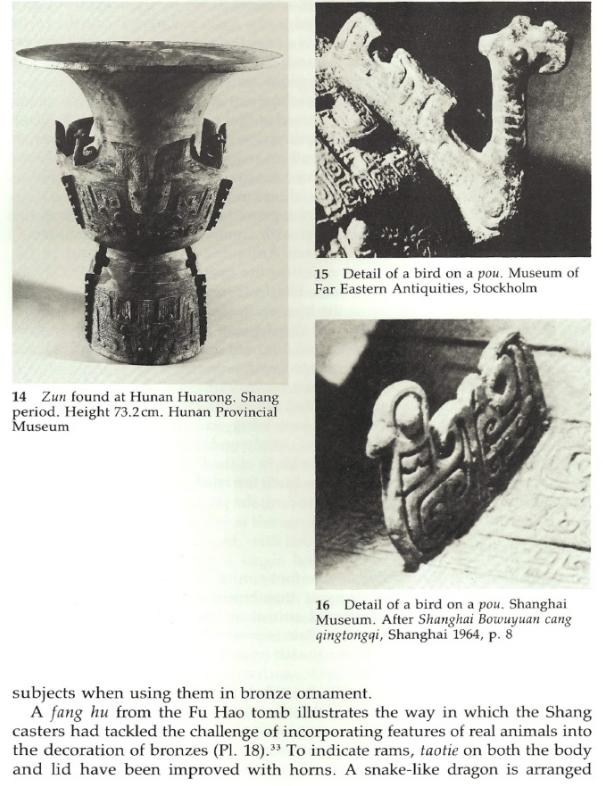 14 Zun found at Hunan Huarong. Shang
period. Height 73.2cm. Hunan Provincial
Museum
15 Detail of a bird on a pou. Museum of
Far Eastern Antiquities, Stockholm
16 Detail of a bird on a pou. Shanghai
Museum. After Shanghai Bowuyuan cang
qingtongqi, Shanghai 1964, p. 8
subjects when using them in bronze ornament.
A fang hu from the Fu Hao tomb illustrates the way in which the Shang
casters had tackled the challenge of incorporating features of real animals into
the decoration of bronzes (Pl. 18).³³ To indicate rams, taotie on both the body
and lid have been improved with horns. A snake-like dragon is arranged